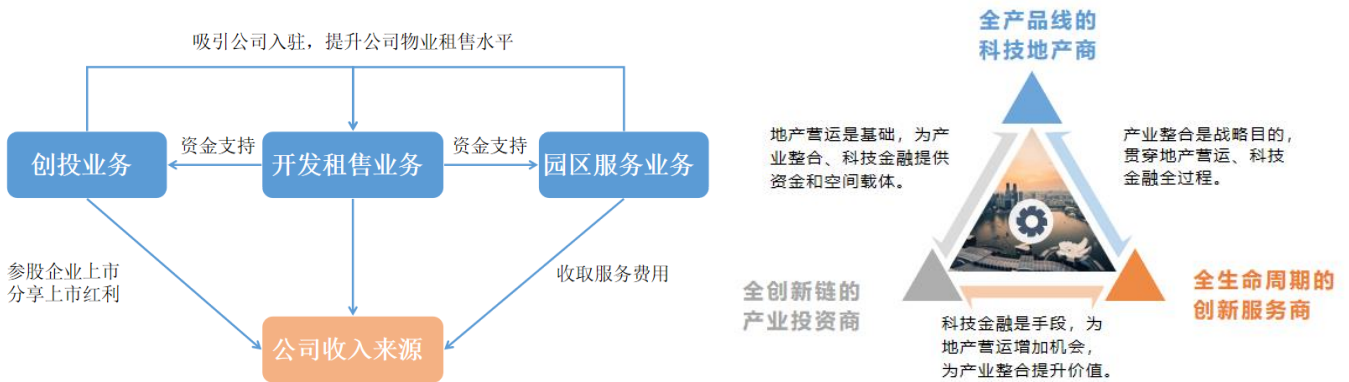 吸引公司入驻，提升公司物业租售水平
创投业务
资金支持
开发租售业务
资金支持
园区服务业务
参股企业上市
分享上市红利
收取服务费用
公司收入来源
全产品线的
科技地产商
地产营运是基础，为产
业整合、科技金融提供
资金和空间载体。
产业整合是战略目的，
贯穿地产营运、科技
金融全过程。
全创新链的
产业投资商
全生命周期的
创新服务商
科技金融是手段，为
地产营运增加机会，
为产业整合提升价值。